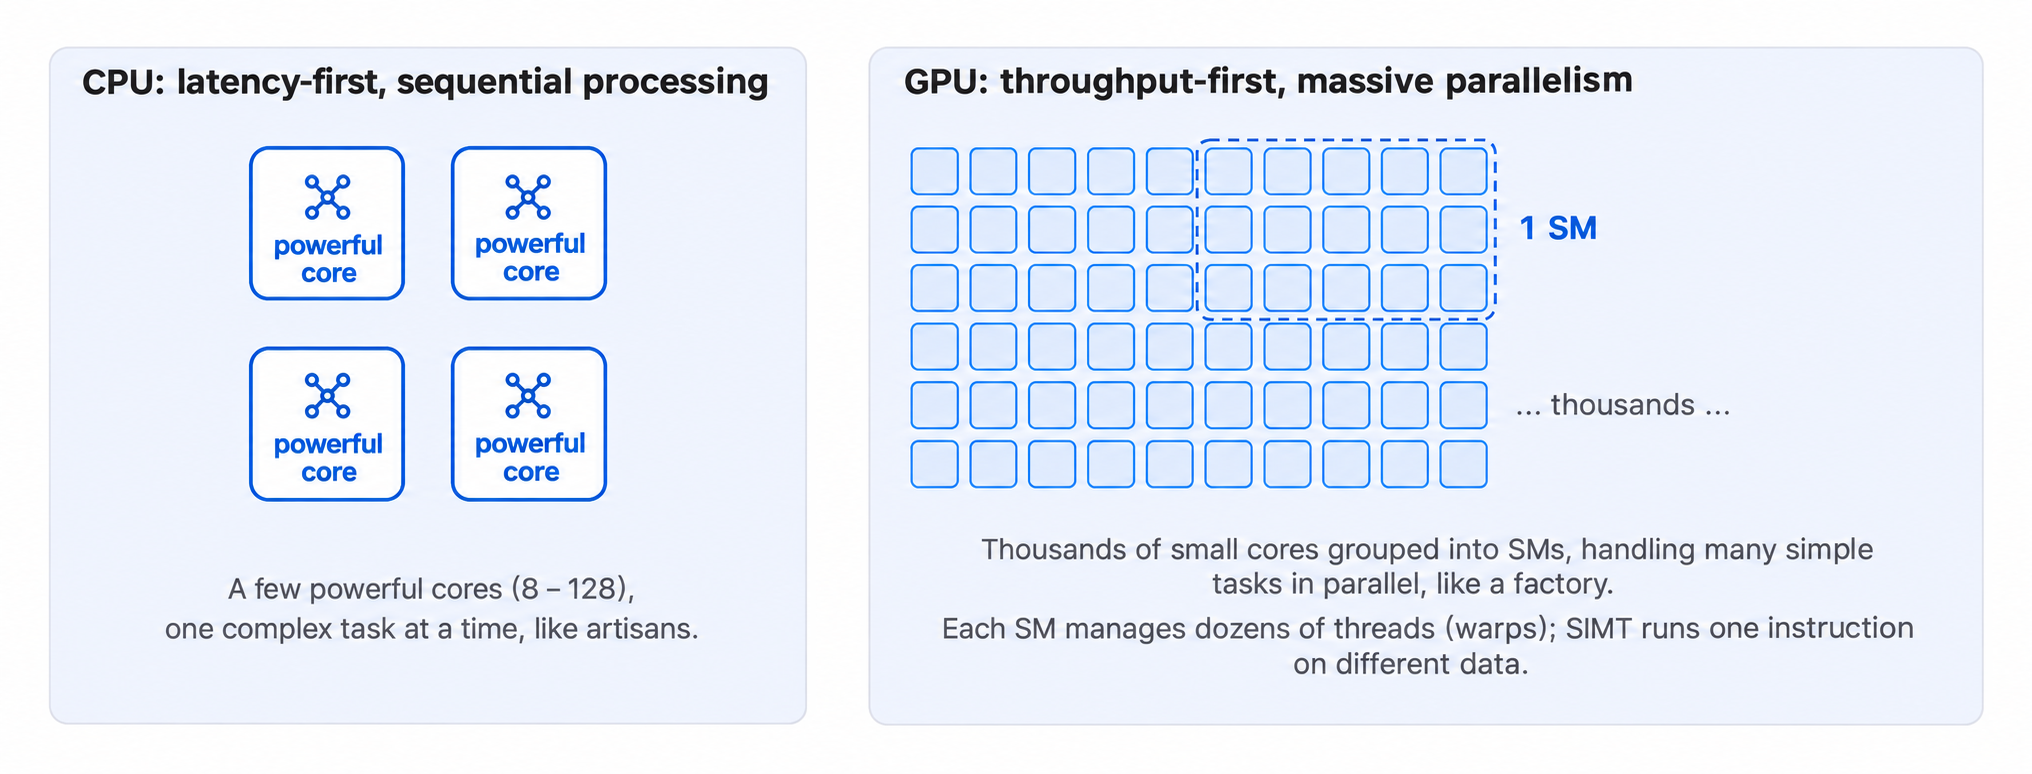 CPU: latency-first, sequential processing
powerful
core
powerful
core
powerful
core
powerful
core
A few powerful cores (8 – 128),
one complex task at a time, like artisans.
GPU: throughput-first, massive parallelism
1 SM
... thousands ...
Thousands of small cores grouped into SMs, handling many simple
tasks in parallel, like a factory.
Each SM manages dozens of threads (warps); SIMT runs one instruction
on different data.